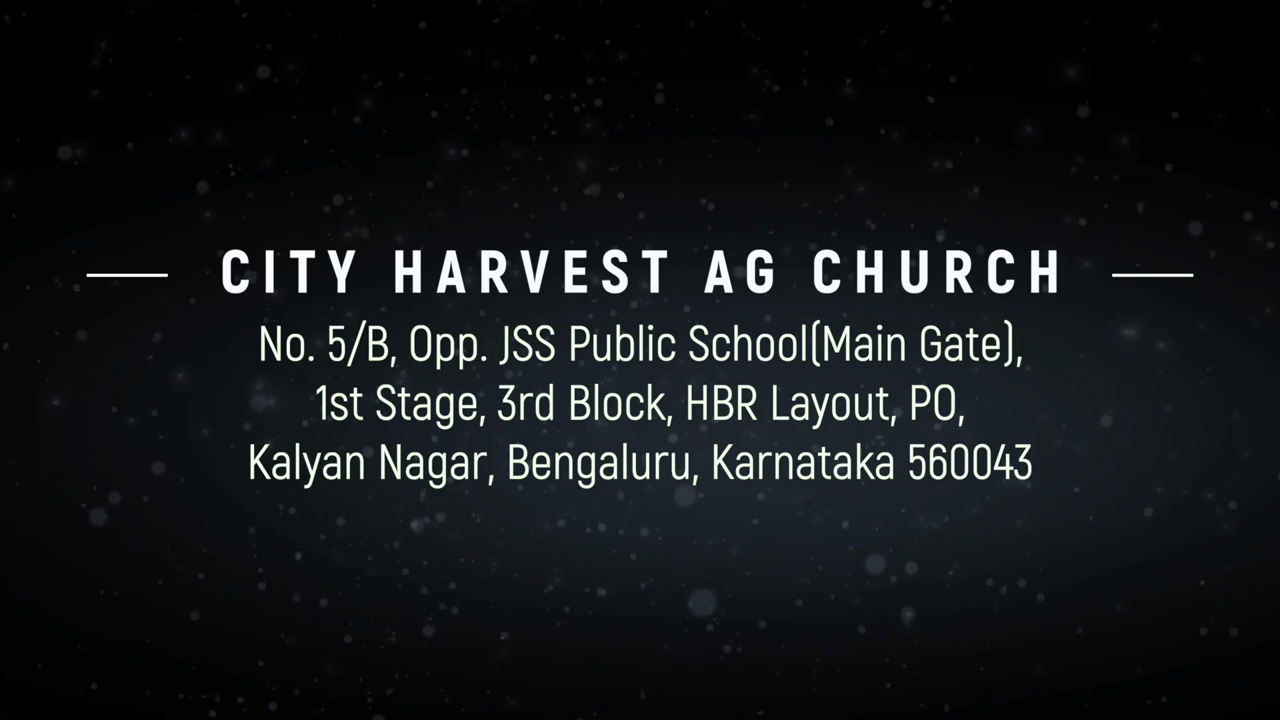 CITY HARVEST AG CHURCH
No. 5/B, Opp. JSS Public School(Main Gate),
1st Stage, 3rd Block, HBR Layout, PO,
Kalyan Nagar, Bengaluru, Karnataka 560043